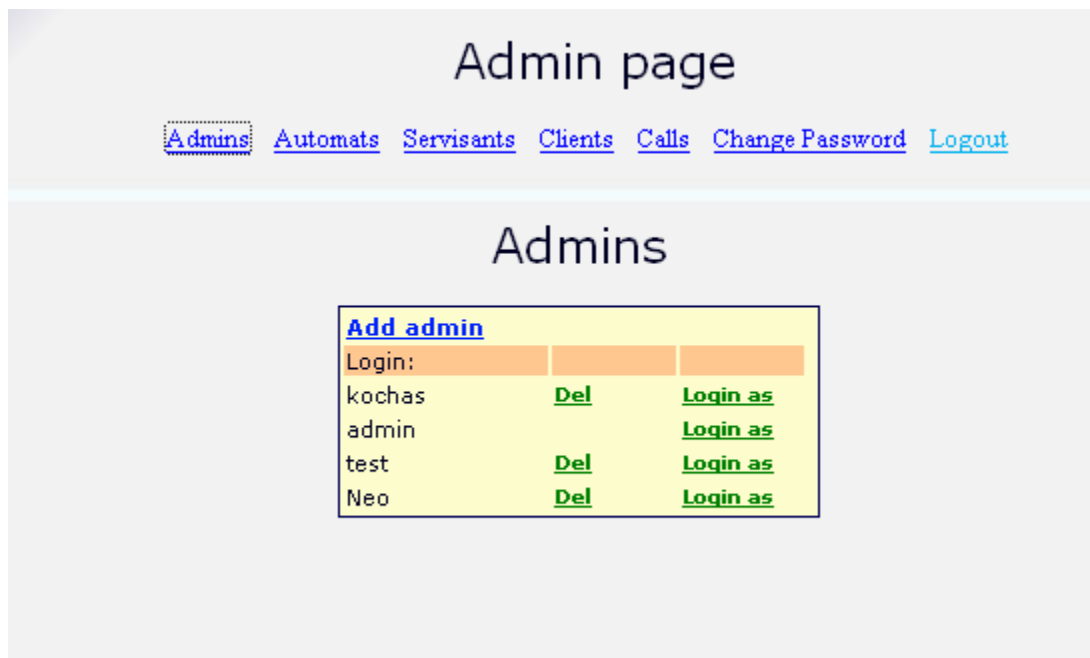 Admin page
Admins Automats Servisants Clients Calls Change Password Logout
Admins
Add admin
Login:
kochas Del Login as
admin Login as
test Del Login as
Neo Del Login as